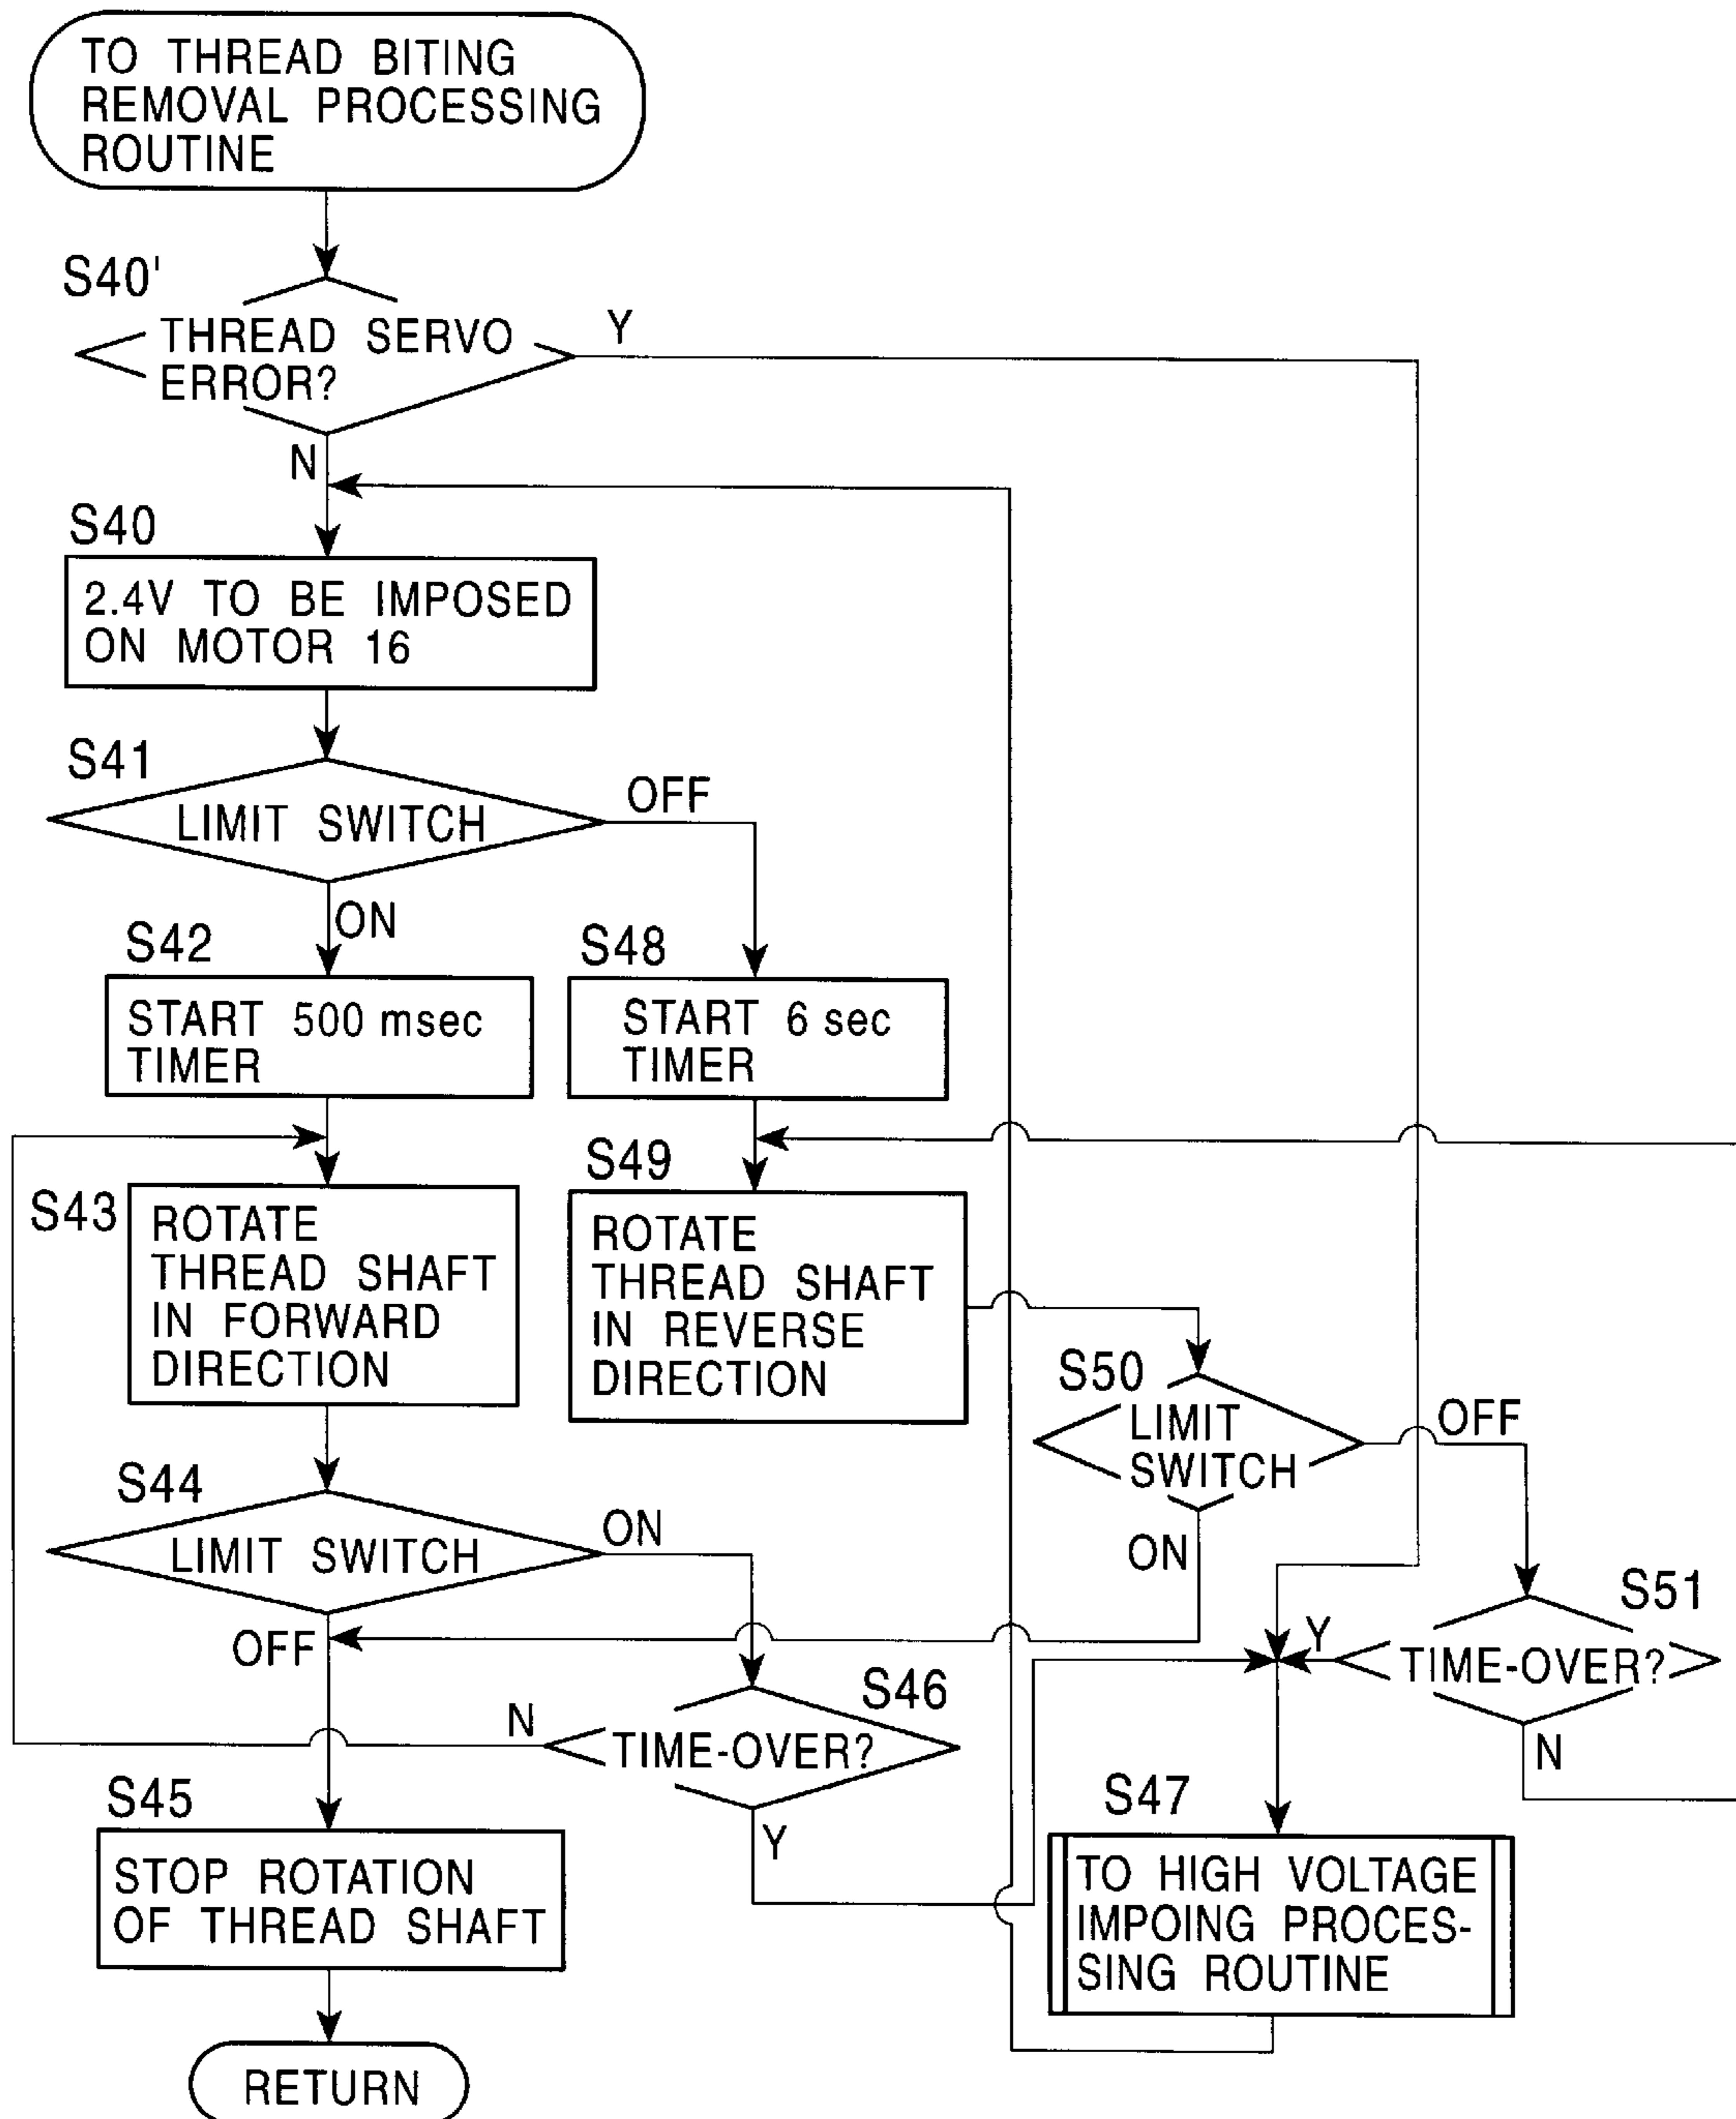 TO THREAD BITING
REMOVAL PROCESSING
ROUTINE
S40'
THREAD SERVO
ERROR?
Y
N
S40
2.4V TO BE IMPOSED
ON MOTOR 16
S41
LIMIT SWITCH
OFF
ON
S42
START 500 msec
TIMER
S48
START 6 sec
TIMER
S43
ROTATE
THREAD SHAFT
IN FORWARD
DIRECTION
S49
ROTATE
THREAD SHAFT
IN REVERSE
DIRECTION
S50
LIMIT
SWITCH
OFF
ON
S44
LIMIT SWITCH
ON
OFF
S51
TIME-OVER?
Y
N
S46
TIME-OVER?
N
Y
S45
STOP ROTATION
OF THREAD SHAFT
S47
TO HIGH VOLTAGE
IMPOING PROCES-
SING ROUTINE
RETURN